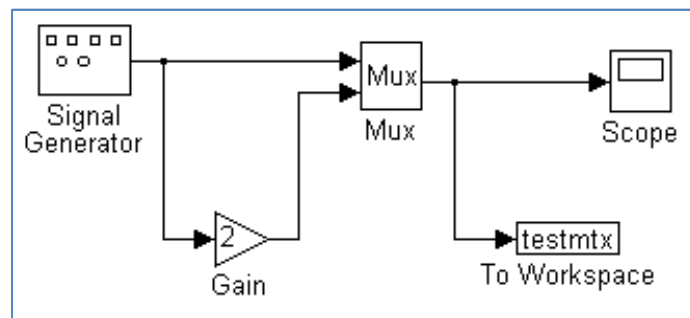 Signal
Generator
2
Gain
Mux
Mux
Scope
testmtx
To Workspace